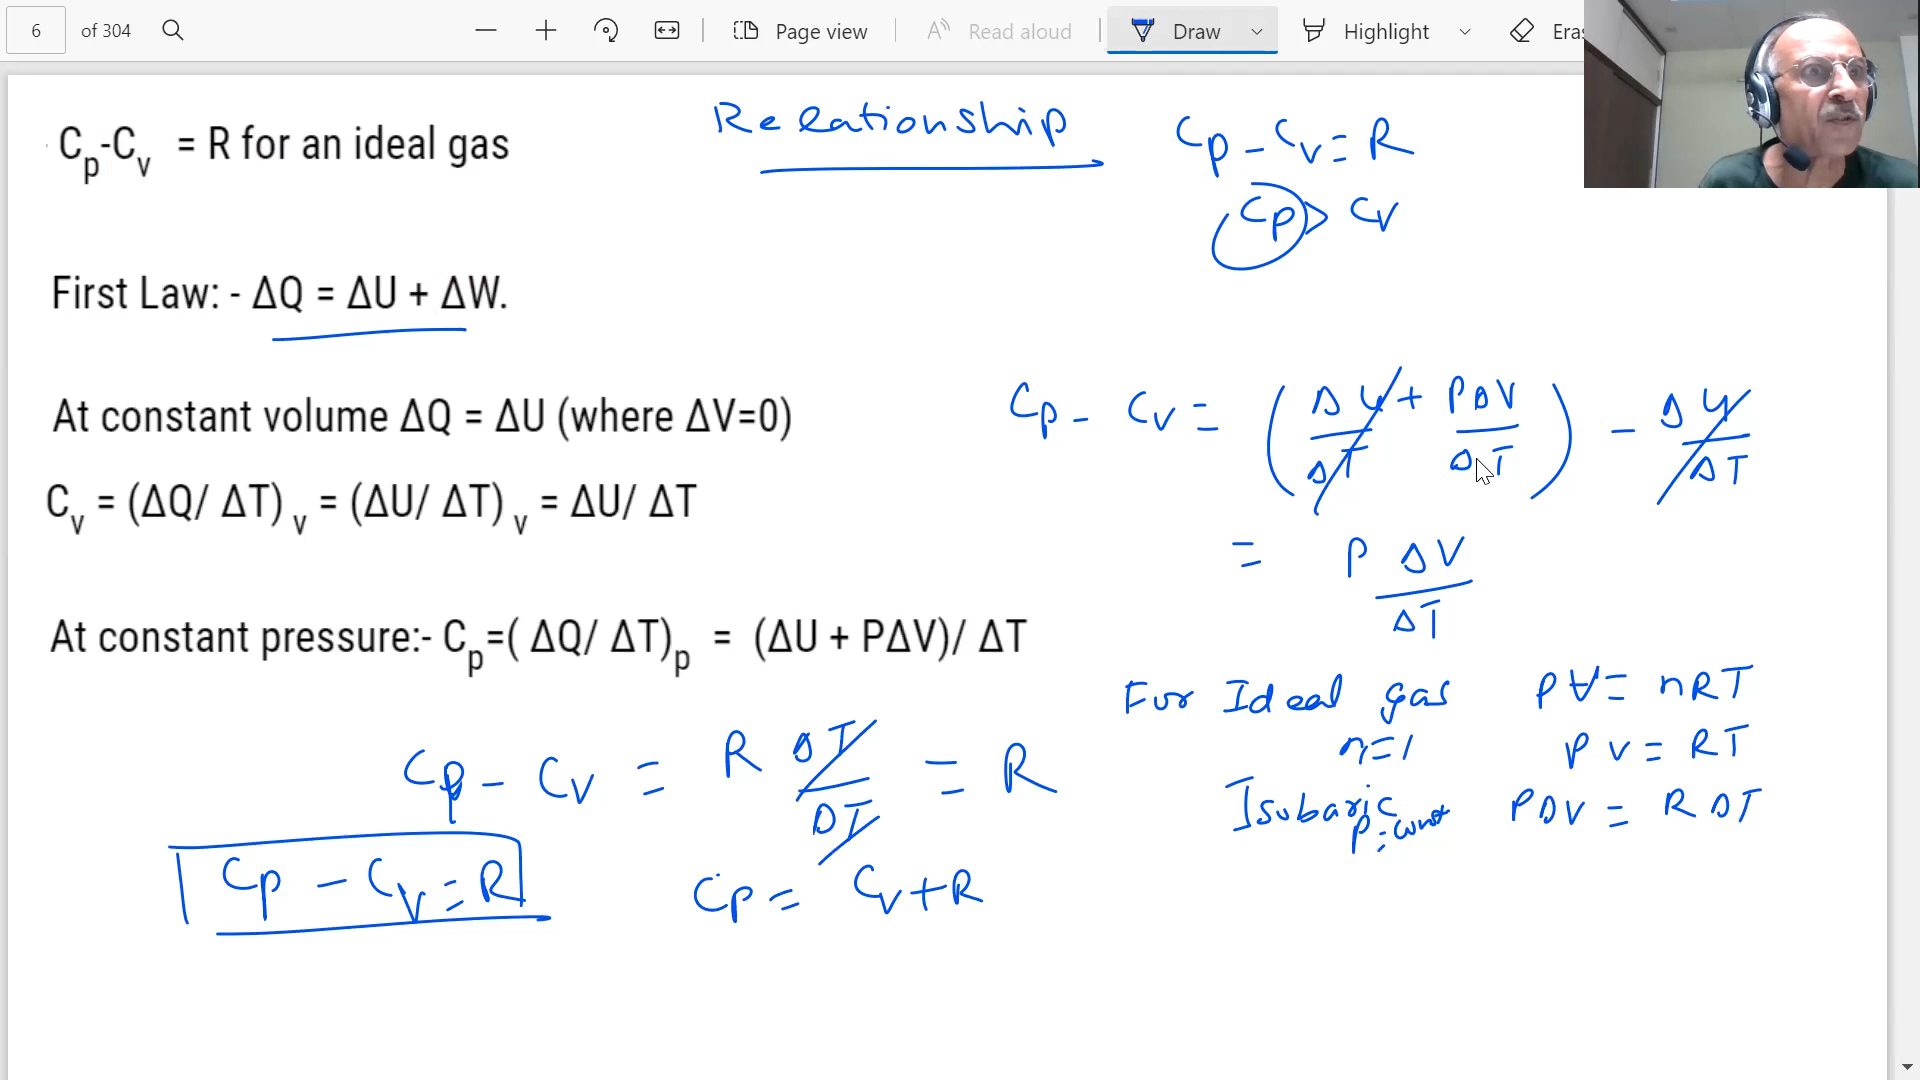 6 of 304 Page view Read aloud Draw Highlight
Relationship
Cp-Cv = R for an ideal gas
Cp - Cv = R
Cp > Cv
First Law: - ΔQ = ΔU + ΔW.
At constant volume ΔQ = ΔU (where ΔV=0)
Cp - Cv = (ΔU/ΔT + PΔV/ΔT) - ΔU/ΔT
Cv = (ΔQ/ ΔT) v = (ΔU/ ΔT) v = ΔU/ ΔT
= P ΔV/ΔT
At constant pressure:- Cp=( ΔQ/ ΔT)p = (ΔU + PΔV)/ ΔT
For Ideal gas PV = nRT
n=1 PV = RT
Isobaric PΔV = RΔT
P = const
Cp - Cv = R ΔT/ΔT = R
Cp - Cv = R
Cp = Cv + R